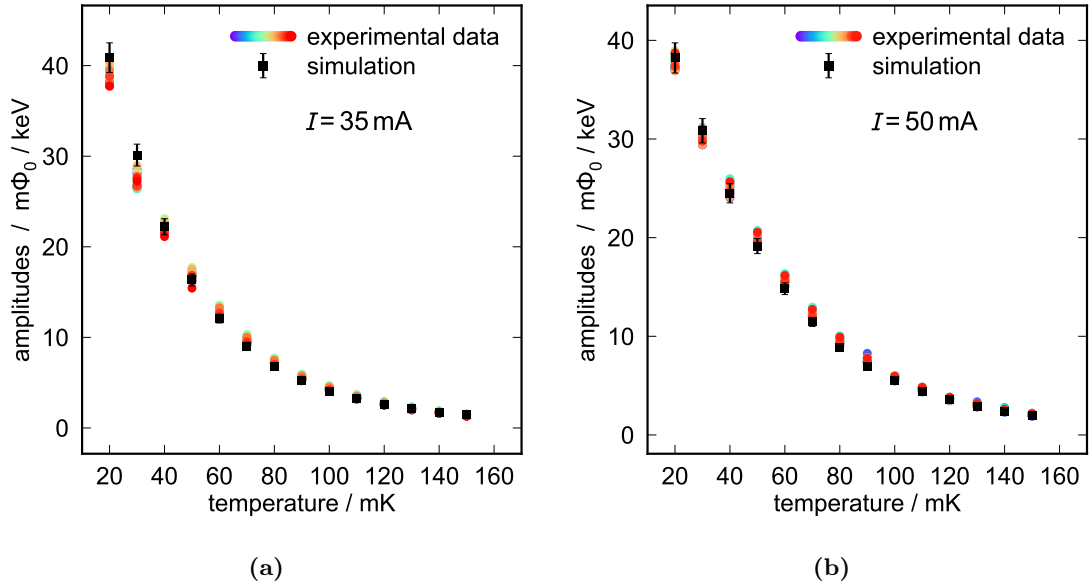 experimental data
simulation
I = 35 mA
amplitudes / mΦ₀ / keV
40
30
20
10
0
20 40 60 80 100 120 140 160
temperature / mK
(a)
experimental data
simulation
I = 50 mA
amplitudes / mΦ₀ / keV
40
30
20
10
0
20 40 60 80 100 120 140 160
temperature / mK
(b)